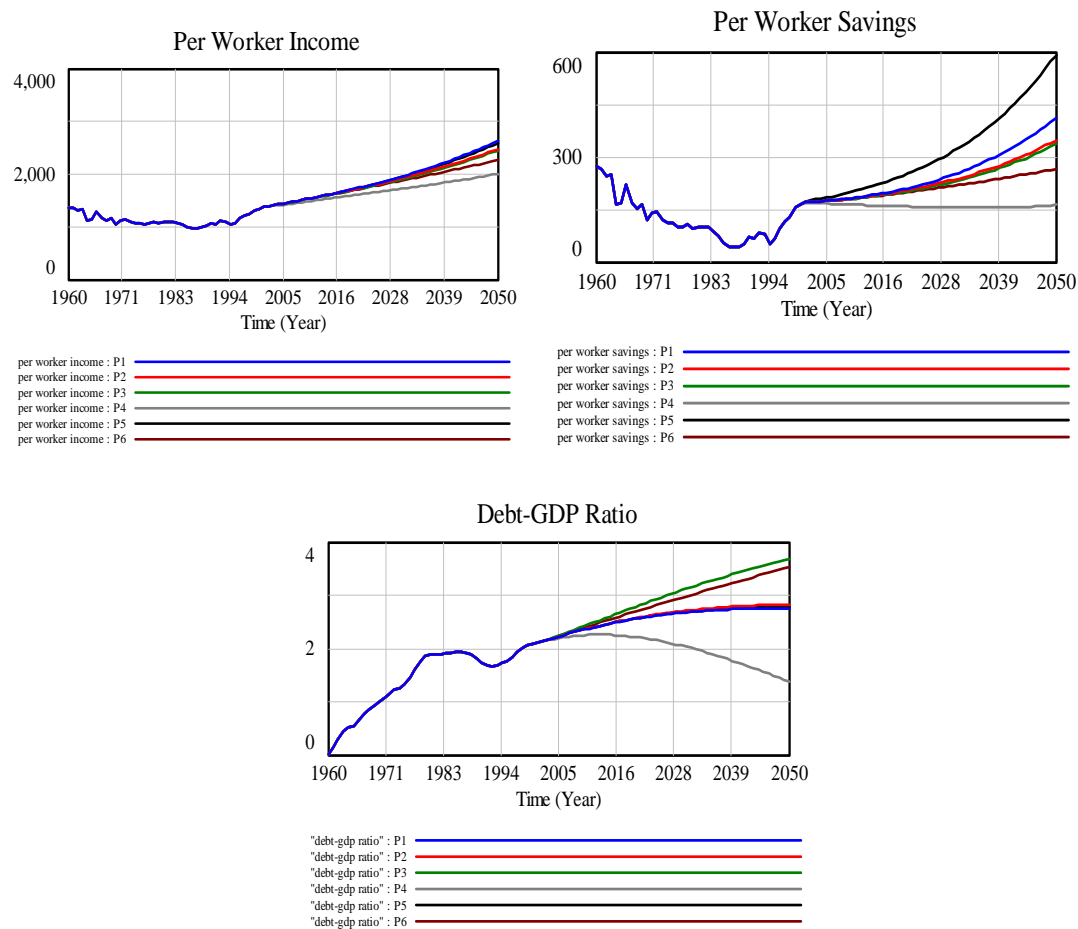 Per Worker Income
4,000
2,000
0
1960 1971 1983 1994 2005 2016 2028 2039 2050
Time (Year)
per worker income : P1
per worker income : P2
per worker income : P3
per worker income : P4
per worker income : P5
per worker income : P6
Per Worker Savings
600
300
0
1960 1971 1983 1994 2005 2016 2028 2039 2050
Time (Year)
per worker savings : P1
per worker savings : P2
per worker savings : P3
per worker savings : P4
per worker savings : P5
per worker savings : P6
Debt-GDP Ratio
4
2
0
1960 1971 1983 1994 2005 2016 2028 2039 2050
Time (Year)
"debt-gdp ratio" : P1
"debt-gdp ratio" : P2
"debt-gdp ratio" : P3
"debt-gdp ratio" : P4
"debt-gdp ratio" : P5
"debt-gdp ratio" : P6